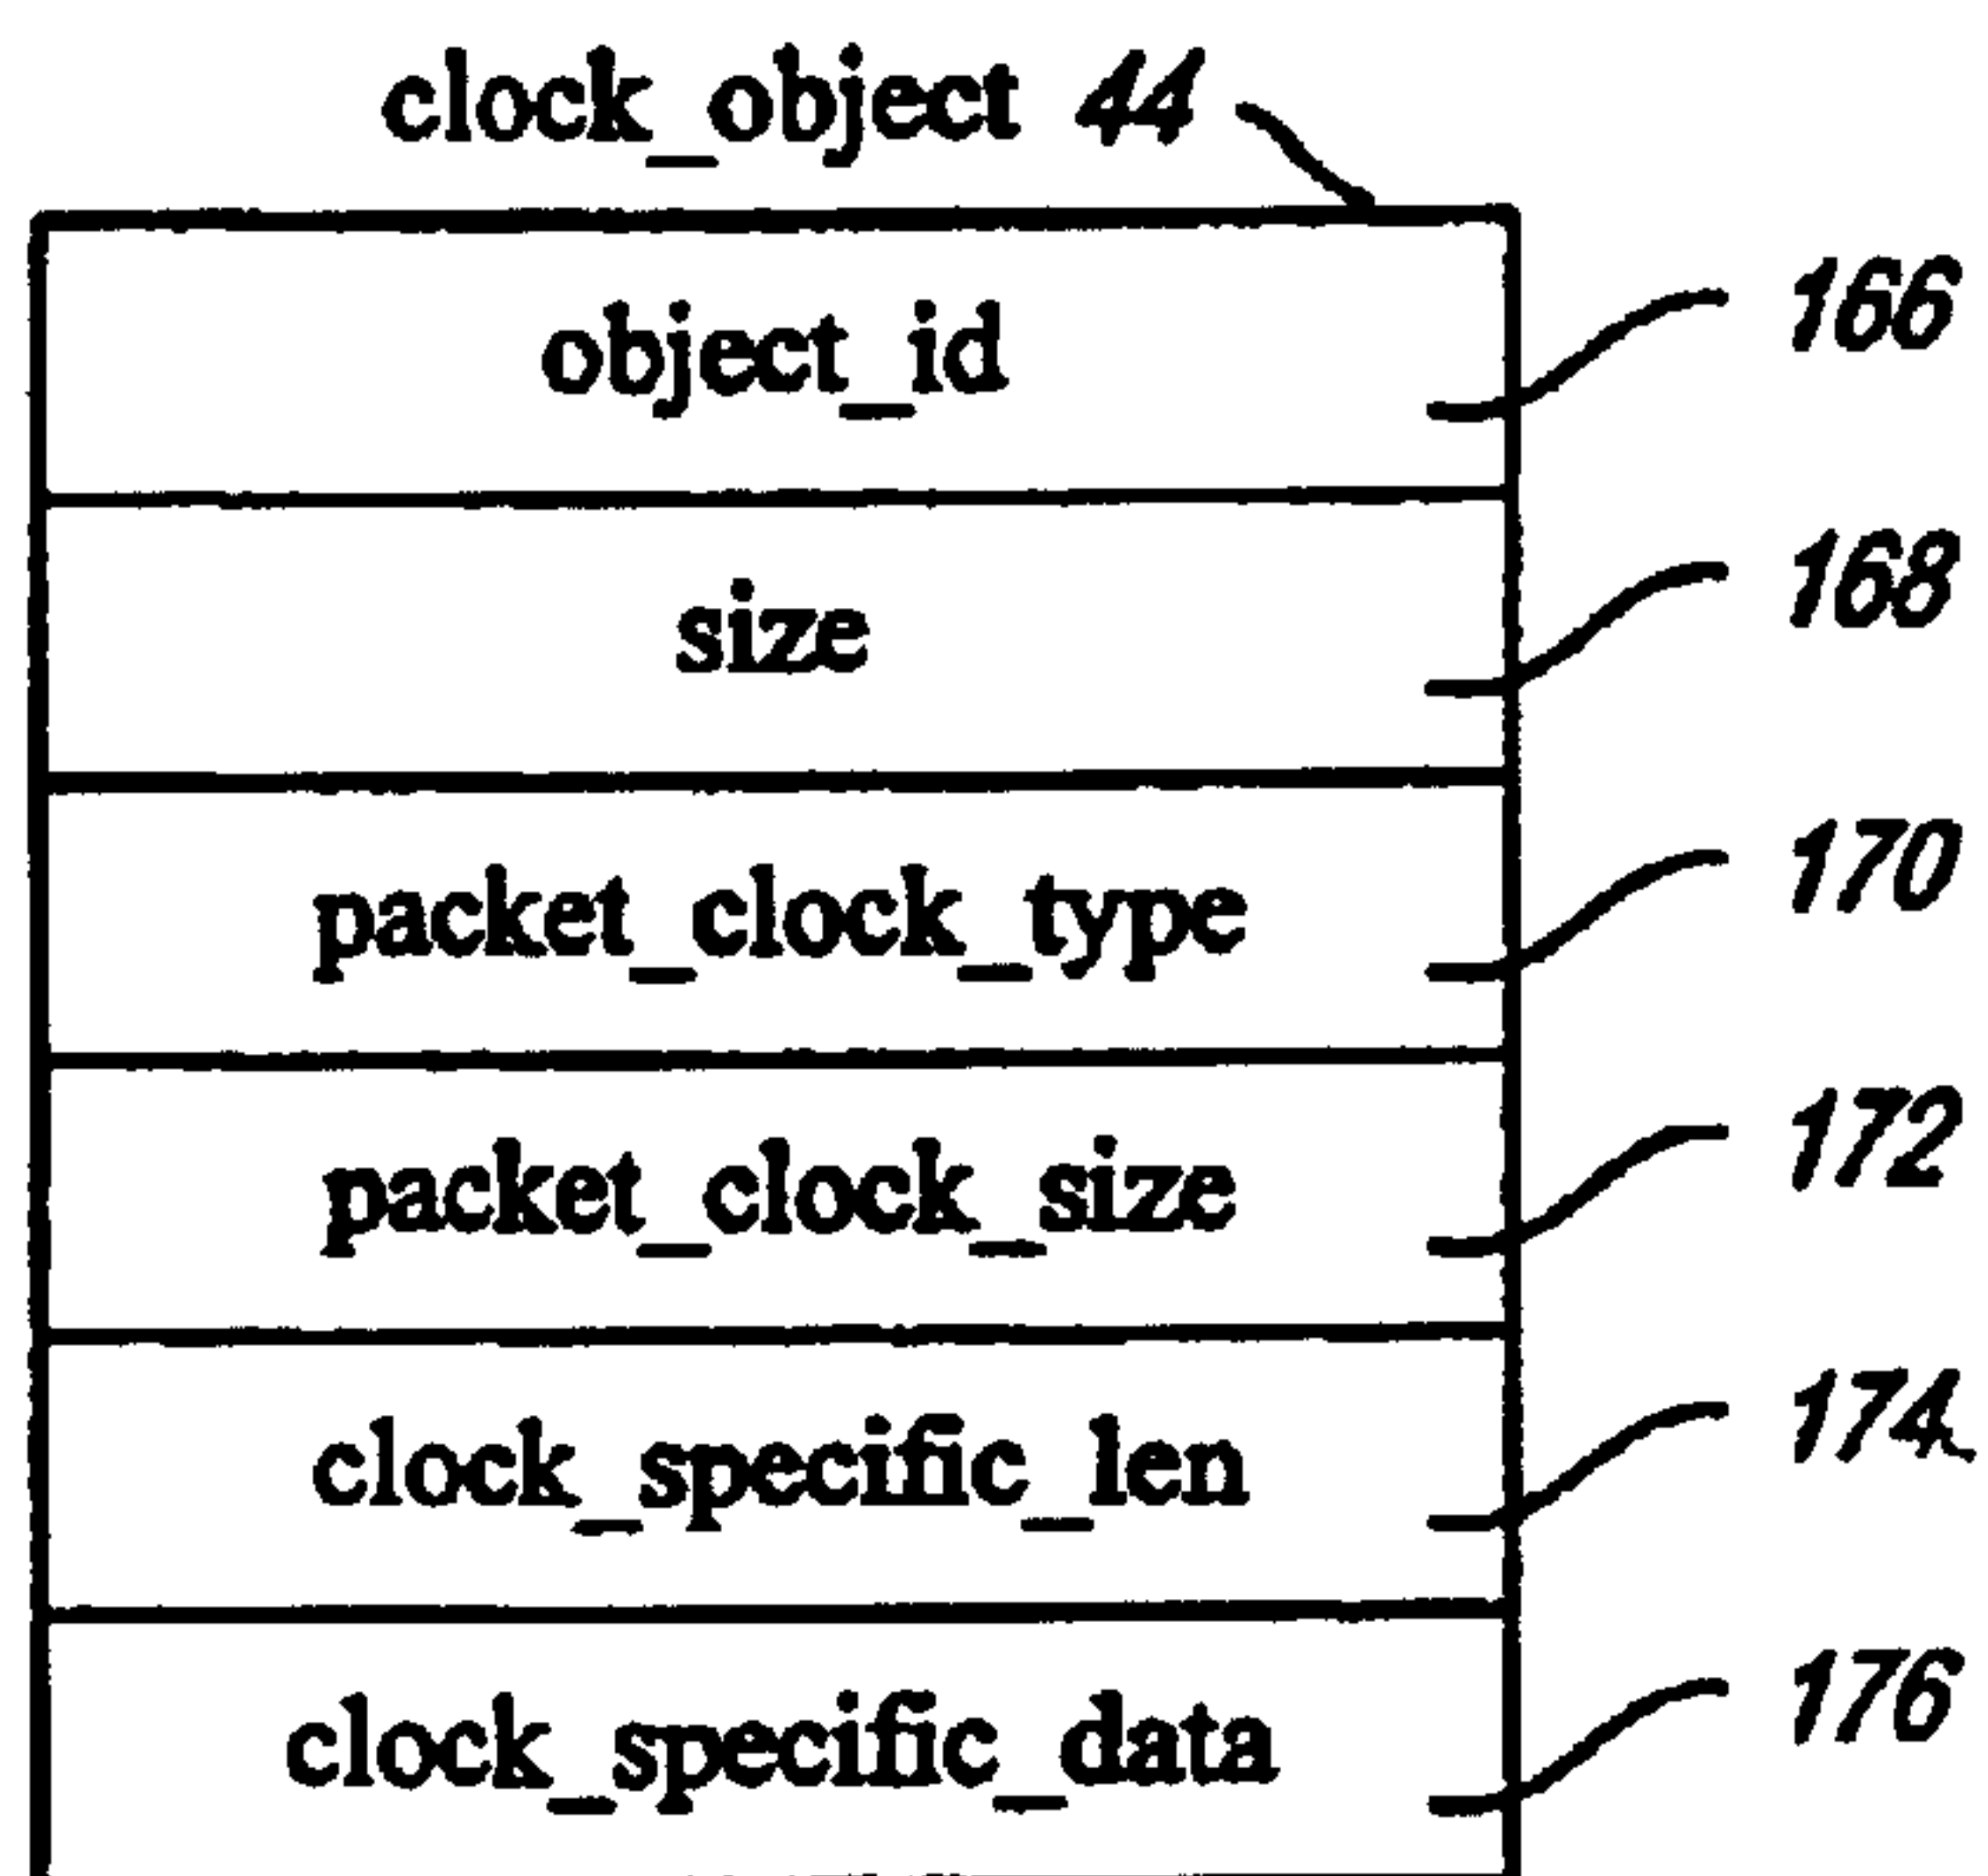 clock_object 44
object_id 166
size 168
packet_clock_type 170
packet_clock_size 172
clock_specific_len 174
clock_specific_data 176